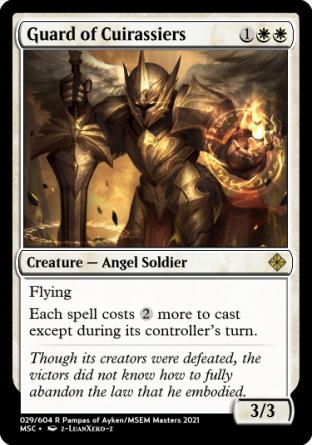 Guard of Cuirassiers 1
Creature — Angel Soldier
Flying
Each spell costs 2 more to cast
except during its controller's turn.
Though its creators were defeated, the
victors did not know how to fully
abandon the law that he embodied.
3/3
029/604 R Pampas of Ayken/MSEM Masters 2021
MSC • z-LuanXeko-z